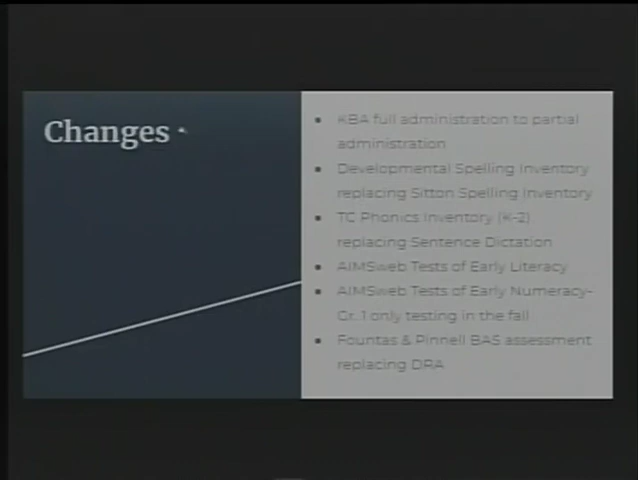 Changes
• KBA full administration to partial
administration
• Developmental Spelling Inventory
replacing Sitton Spelling Inventory
• TC Phonics Inventory (K-2)
replacing Sentence Dictation
• AIMSweb Tests of Early Literacy
• AIMSweb Tests of Early Numeracy-
Gr. 1 only testing in the fall
• Fountas & Pinnell BAS assessment
replacing DRA